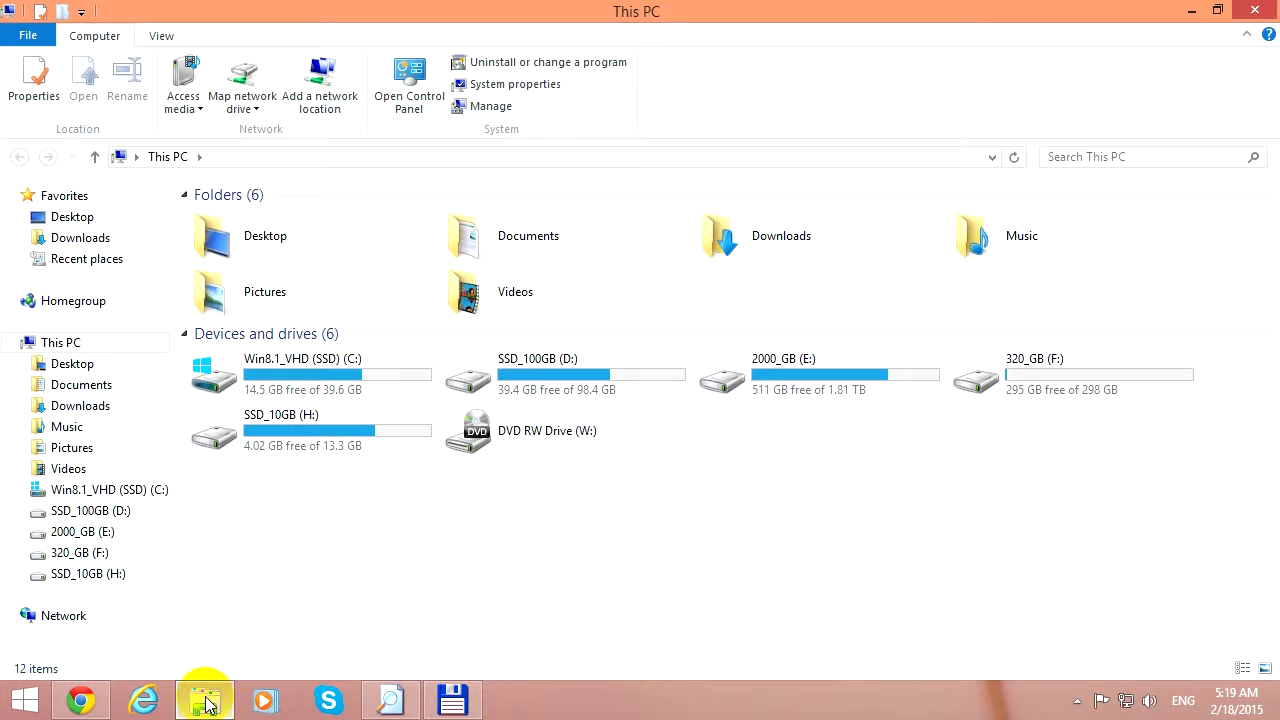 This PC
File Computer View
Properties Open Rename Access media Map network drive Add a network location Open Control Panel Uninstall or change a program
System properties
Manage
Location Network System
This PC Search This PC
Favorites
Desktop
Downloads
Recent places
Homegroup
This PC
Desktop
Documents
Downloads
Music
Pictures
Videos
Win8.1_VHD (SSD) (C:)
SSD_100GB (D:)
2000_GB (E:)
320_GB (F:)
SSD_10GB (H:)
Network
Folders (6)
Desktop Documents Downloads Music
Pictures Videos
Devices and drives (6)
Win8.1_VHD (SSD) (C:) SSD_100GB (D:) 2000_GB (E:) 320_GB (F:)
14.5 GB free of 39.6 GB 39.4 GB free of 98.4 GB 511 GB free of 1.81 TB 295 GB free of 298 GB
SSD_10GB (H:)
DVD DVD RW Drive (W:)
4.02 GB free of 13.3 GB
12 items
ENG 5:19 AM
2/18/2015